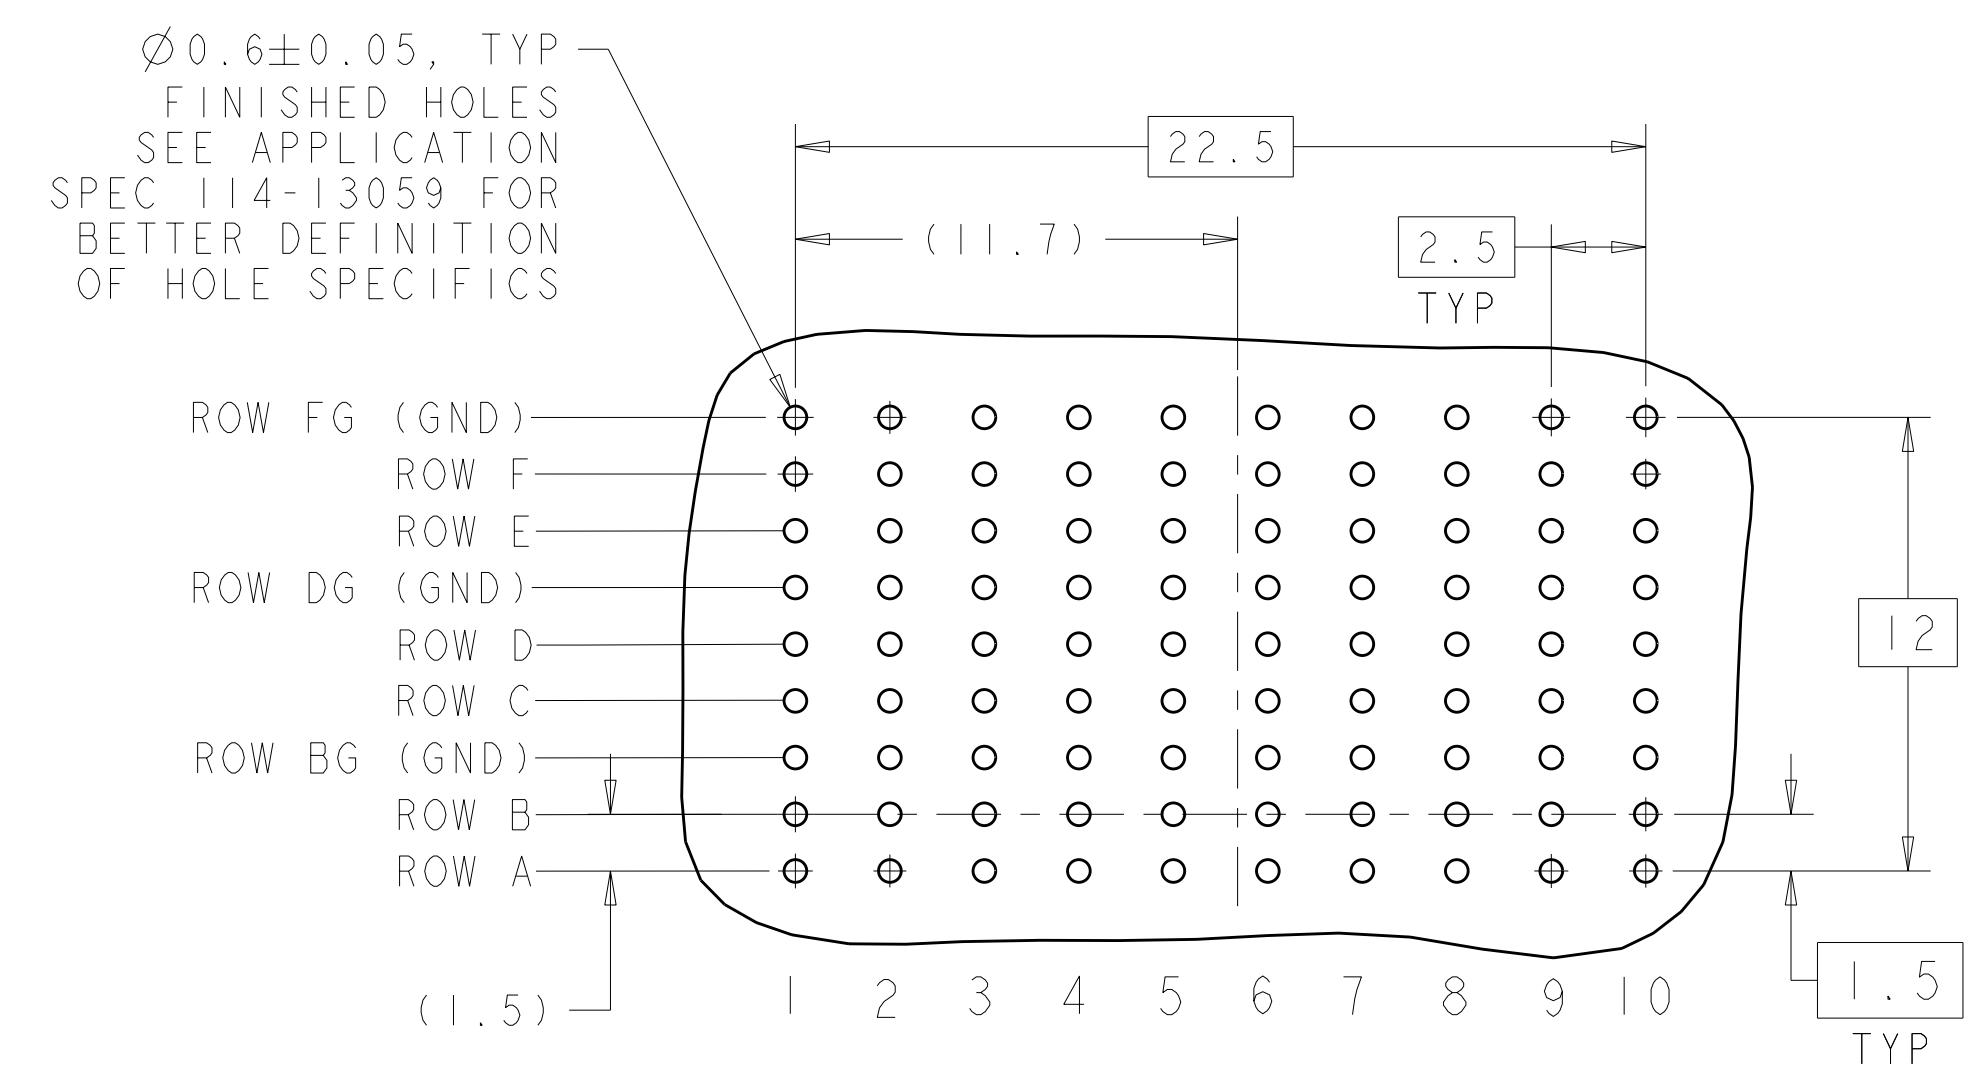 Ø0.6±0.05, TYP
FINISHED HOLES
SEE APPLICATION
SPEC 114-13059 FOR
BETTER DEFINITION
OF HOLE SPECIFICS
22.5
(11.7)
2.5
TYP
ROW FG (GND)
ROW F
ROW E
ROW DG (GND)
ROW D
ROW C
ROW BG (GND)
ROW B
ROW A
12
(1.5)
1 2 3 4 5 6 7 8 9 10
1.5
TYP